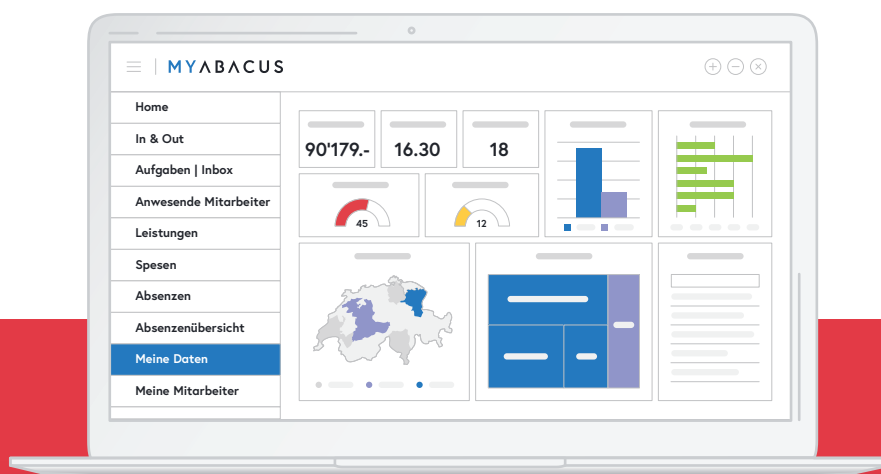 MYABACUS
Home
In & Out
Aufgaben | Inbox
Anwesende Mitarbeiter
Leistungen
Spesen
Absenzen
Absenzenübersicht
Meine Daten
Meine Mitarbeiter
90'179.-
16.30
18
45
12